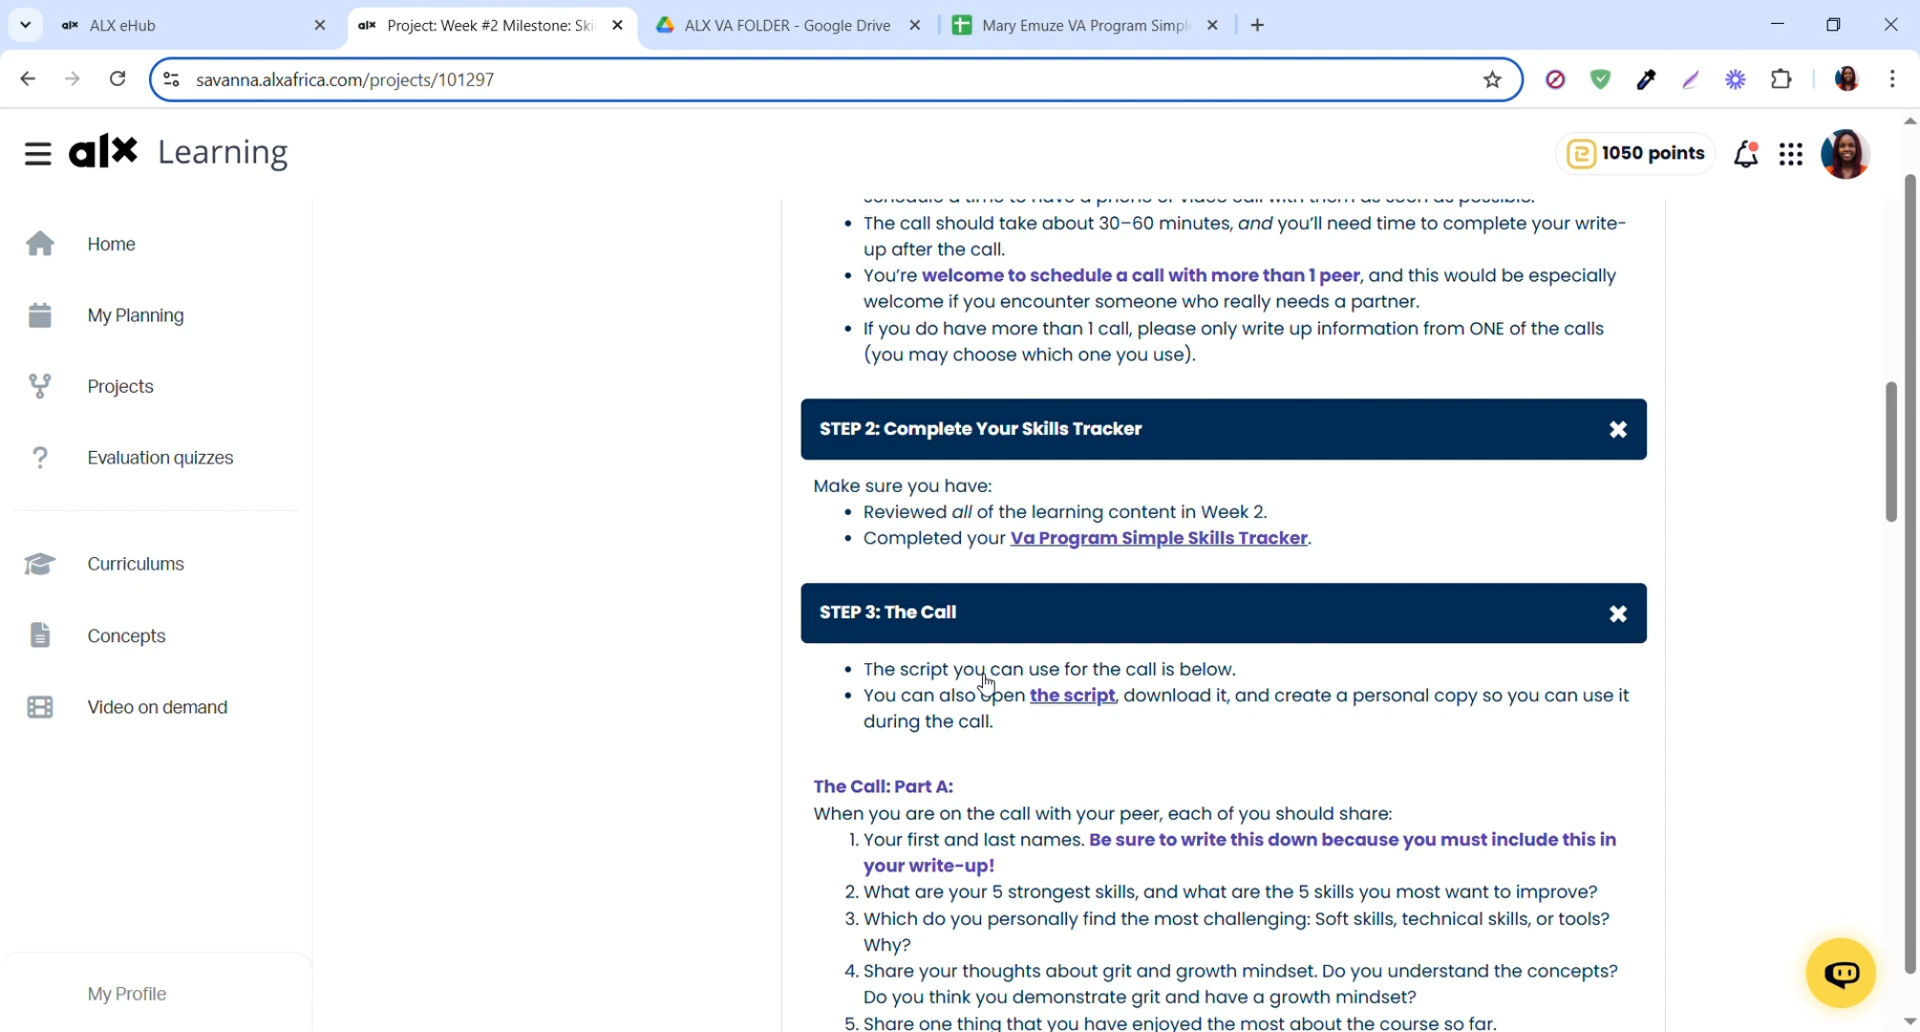 alx ALX eHub
alx Project: Week #2 Milestone: Ski
ALX VA FOLDER - Google Drive
Mary Emuze VA Program Simpl
savanna.alxafrica.com/projects/101297
alx Learning
1050 points
Home
My Planning
Projects
Evaluation quizzes
Curriculums
Concepts
Video on demand
My Profile
• The call should take about 30–60 minutes, and you'll need time to complete your write-
up after the call.
• You're welcome to schedule a call with more than 1 peer, and this would be especially
welcome if you encounter someone who really needs a partner.
• If you do have more than 1 call, please only write up information from ONE of the calls
(you may choose which one you use).
STEP 2: Complete Your Skills Tracker
Make sure you have:
• Reviewed all of the learning content in Week 2.
• Completed your Va Program Simple Skills Tracker.
STEP 3: The Call
• The script you can use for the call is below.
• You can also open the script, download it, and create a personal copy so you can use it
during the call.
The Call: Part A:
When you are on the call with your peer, each of you should share:
1. Your first and last names. Be sure to write this down because you must include this in
your write-up!
2. What are your 5 strongest skills, and what are the 5 skills you most want to improve?
3. Which do you personally find the most challenging: Soft skills, technical skills, or tools?
Why?
4. Share your thoughts about grit and growth mindset. Do you understand the concepts?
Do you think you demonstrate grit and have a growth mindset?
5. Share one thing that you have enjoyed the most about the course so far.